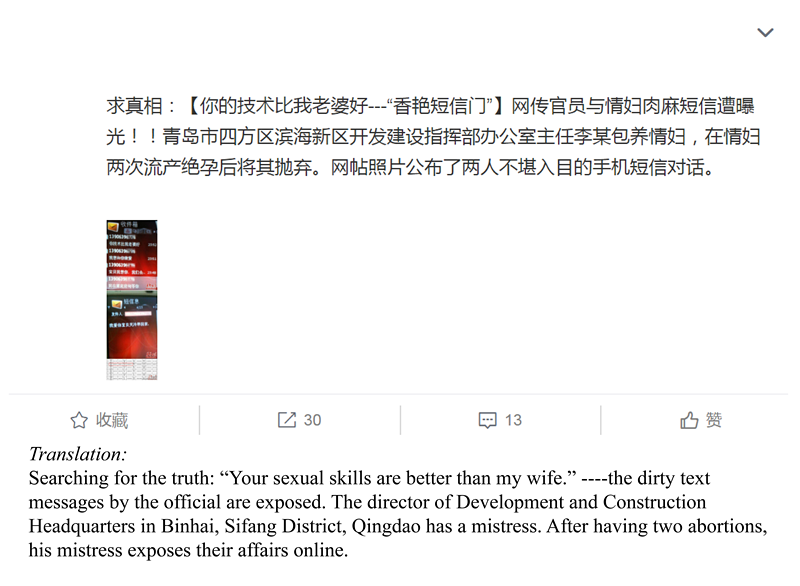 求真相：【你的技术比我老婆好---“香艳短信门”】网传官员与情妇肉麻短信遭曝
光！！青岛市四方区滨海新区开发建设指挥部办公室主任李某包养情妇，在情妇
两次流产绝孕后将其抛弃。网帖照片公布了两人不堪入目的手机短信对话。
收件箱
短信息
收藏
30
13
赞
Translation:
Searching for the truth: “Your sexual skills are better than my wife.” ----the dirty text
messages by the official are exposed. The director of Development and Construction
Headquarters in Binhai, Sifang District, Qingdao has a mistress. After having two abortions,
his mistress exposes their affairs online.